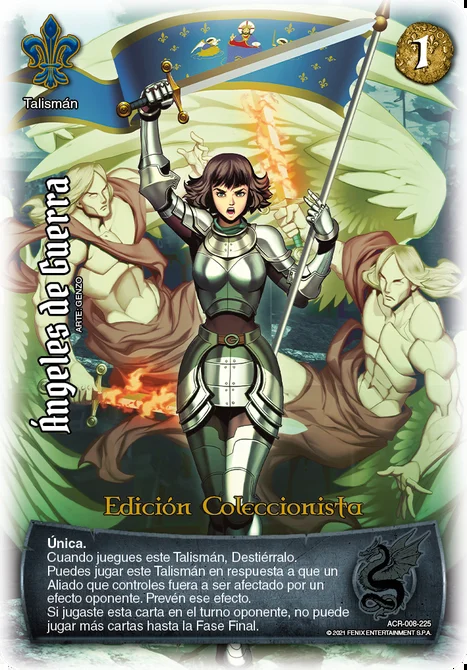 1
Talismán
Ángeles de Guerra
ARTE: GENZO
Edición Coleccionista
Única.
Cuando juegues este Talismán, Destiérralo.
Puedes jugar este Talismán en respuesta a que un
Aliado que controles fuera a ser afectado por un
efecto oponente. Prevén ese efecto.
Si jugaste esta carta en el turno oponente, no puede
jugar más cartas hasta la Fase Final.
ACR-008-225
© 2021 FENIX ENTERTAINMENT S.P.A.